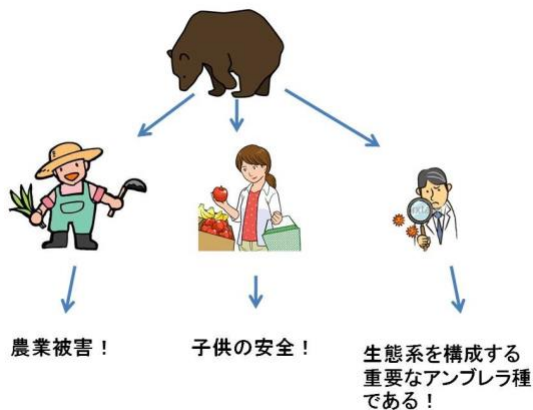 農業被害！
子供の安全！
生態系を構成する
重要なアンブレラ種
である！